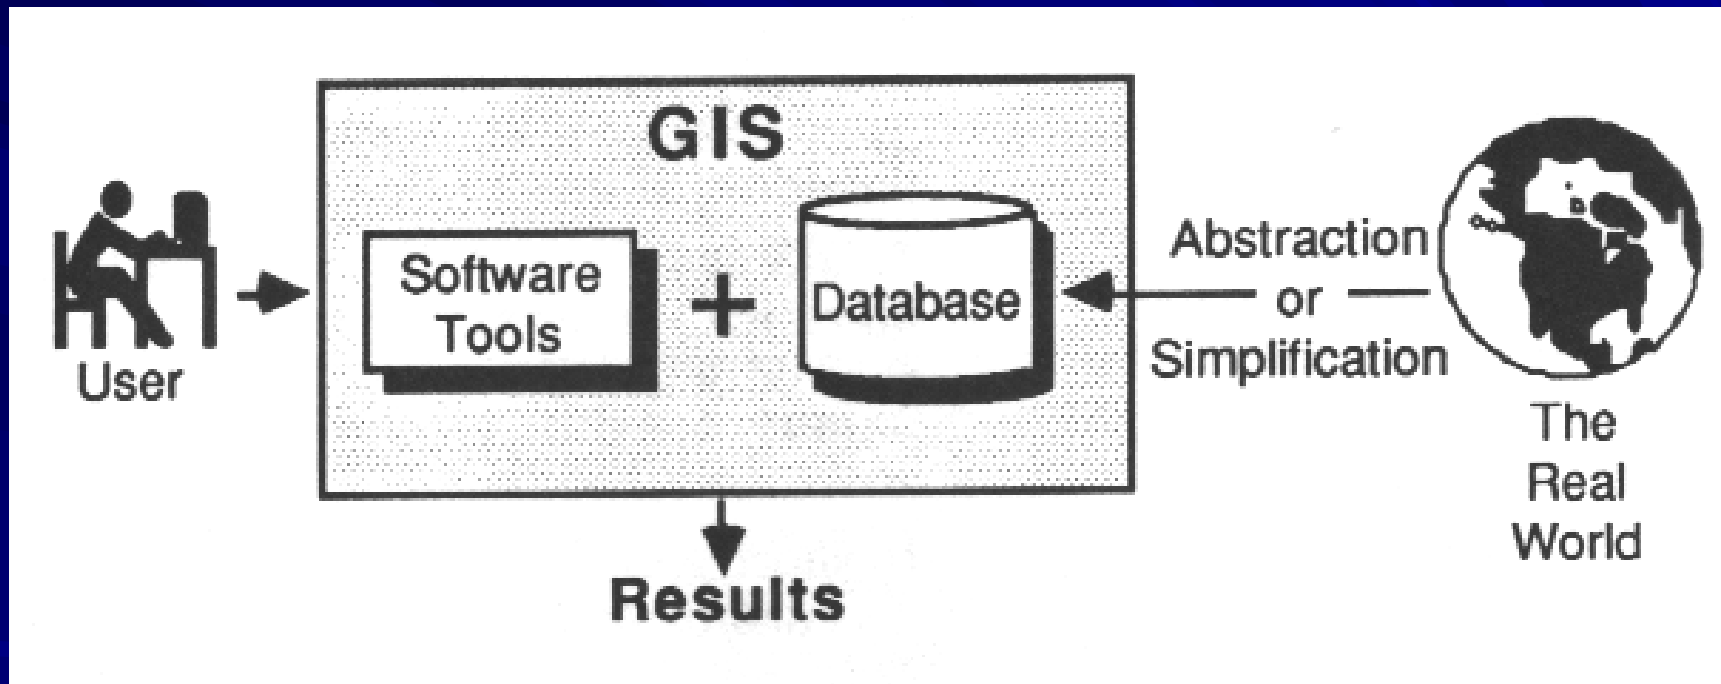 GIS
User
Software
Tools
+
Database
Abstraction
or
Simplification
The
Real
World
Results